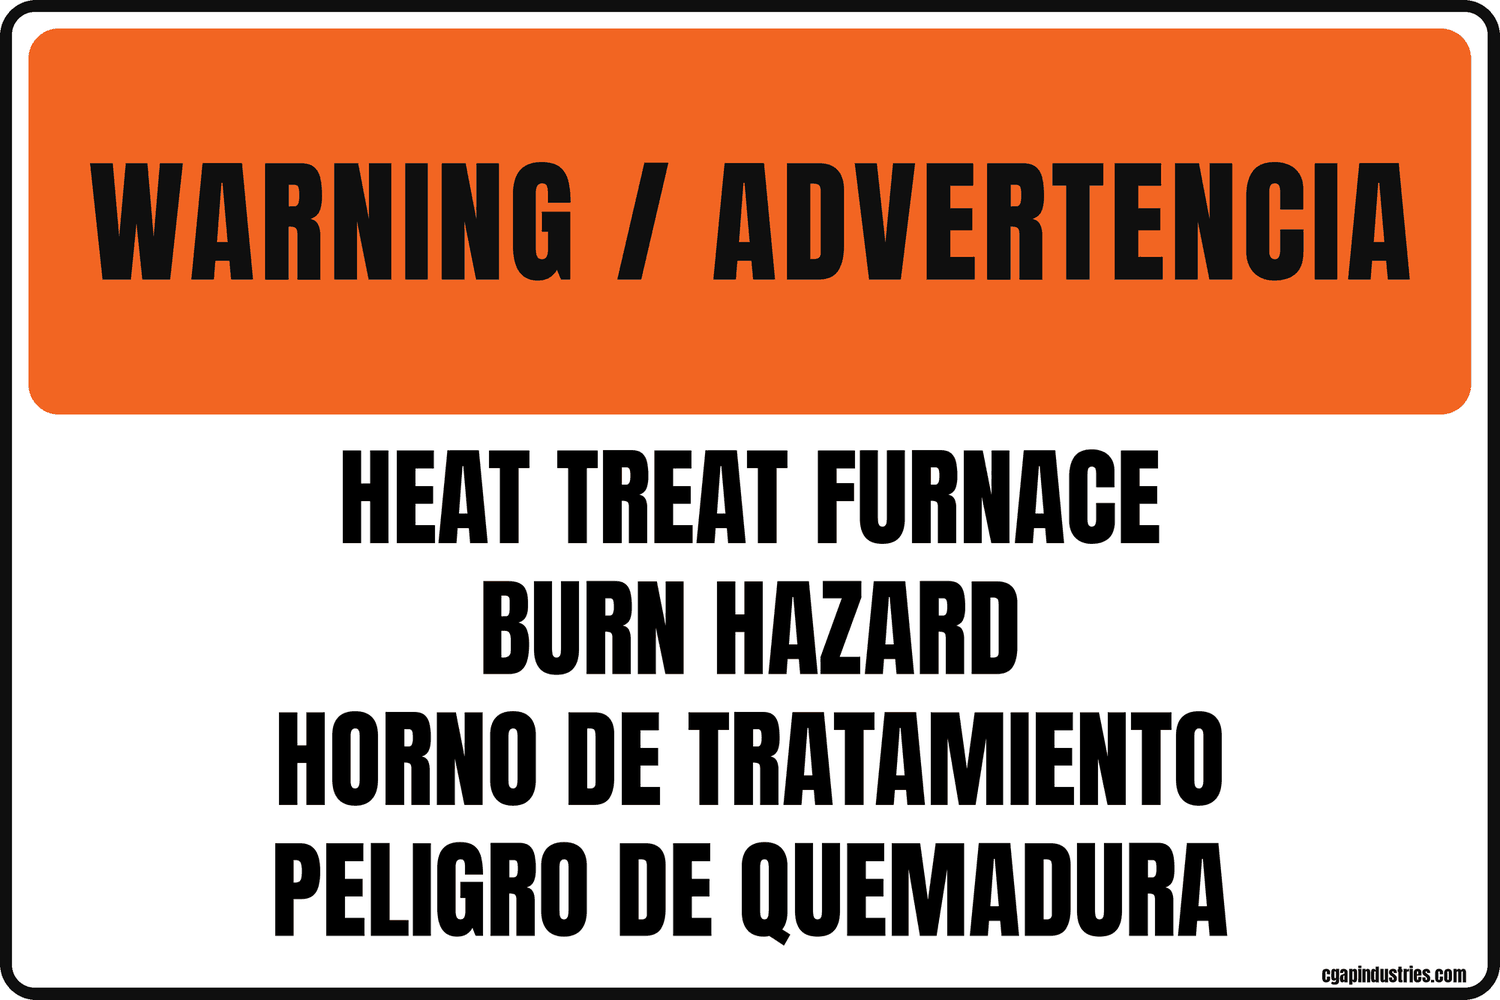 WARNING / ADVERTENCIA
HEAT TREAT FURNACE
BURN HAZARD
HORNO DE TRATAMIENTO
PELIGRO DE QUEMADURA
cgapindustries.com